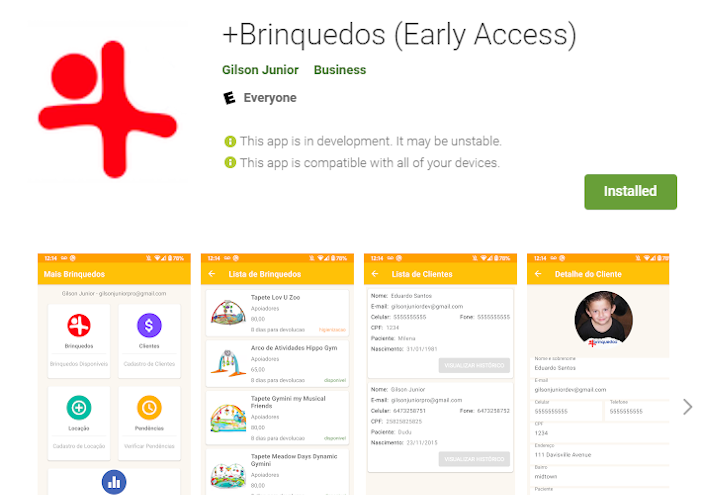 +Brinquedos (Early Access)
Gilson Junior Business
E Everyone
This app is in development. It may be unstable.
This app is compatible with all of your devices.
Installed
12:14 78%
Mais Brinquedos
Gilson Junior - gilsonjuniorpro@gmail.com
Brinquedos
Brinquedos Disponíveis
Clientes
Cadastro de Clientes
Locação
Cadastro de Locação
Pendências
Verificar Pendências
12:14 78%
Lista de Brinquedos
Tapete Lov U Zoo
Apoiadores
80,00
8 dias para devolucao higienizacao
Arco de Atividades Hippo Gym
Apoiadores
65,00
8 dias para devolucao disponivel
Tapete Gymini my Musical
Friends
Apoiadores
80,00
8 dias para devolucao disponivel
Tapete Meadow Days Dynamic
Gymini
Apoiadores
12:14 78%
Lista de Clientes
Nome: Eduardo Santos
E-mail: gilsonjuniordev@gmail.com
Celular: 5555555555 Fone: 5555555555
CPF: 1234
Paciente: Milena
Nascimento: 31/01/1981
VISUALIZAR HISTÓRICO
Nome: Gilson Junior
E-mail: gilsonjuniorpro@gmail.com
Celular: 6473258751 Fone: 6473258752
CPF: 25825825825
Paciente: Dudu
Nascimento: 23/11/2015
VISUALIZAR HISTÓRICO
12:14 78%
Detalhe do Cliente
brinquedos
Nome e sobrenome
Eduardo Santos
E-mail
gilsonjuniordev@gmail.com
Celular Telefone
5555555555 5555555555
CPF
1234
Endereço
111 Davisville Avenue
Bairro
midtown
Paciente